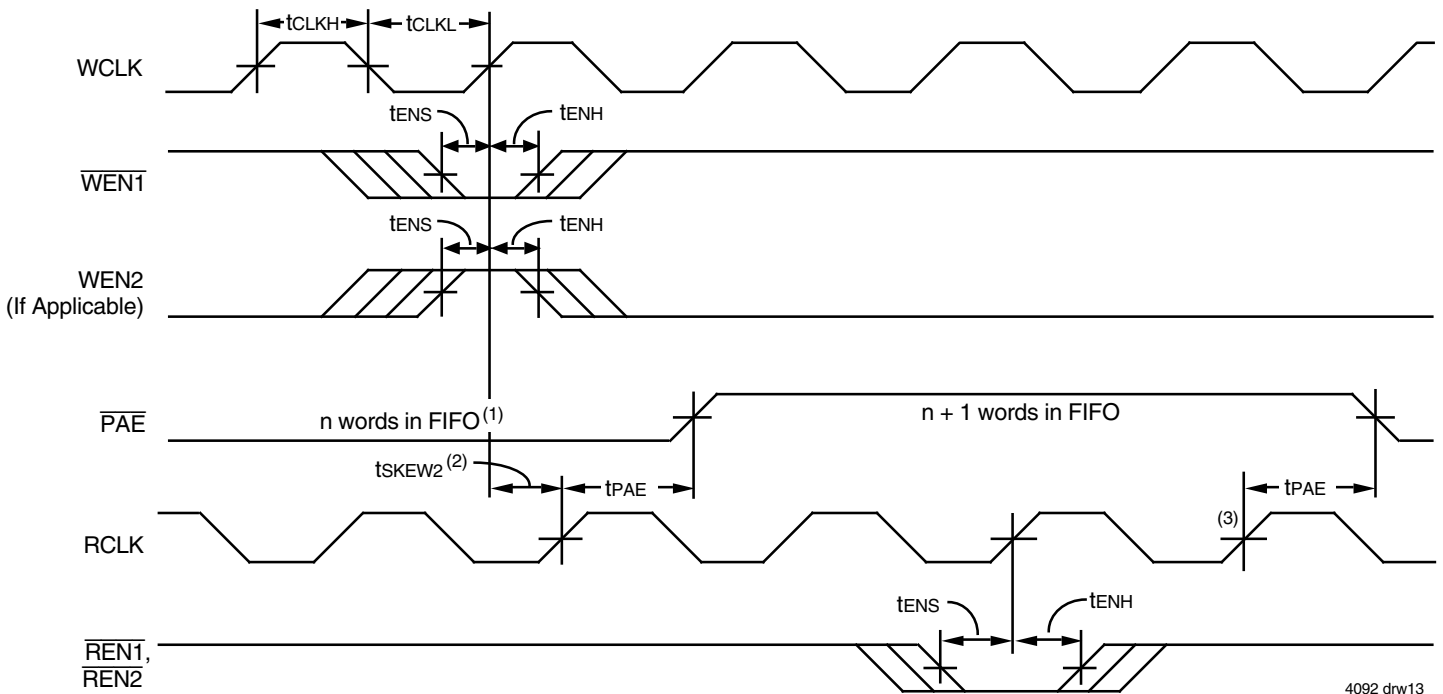 tCLKH tCLKL
WCLK
tENS tENH
WEN1
tENS tENH
WEN2
(If Applicable)
PAE
n words in FIFO(1)
n + 1 words in FIFO
tSKEW2(2)
tPAE
tPAE
RCLK
(3)
tENS tENH
REN1,
REN2
4092 drw13